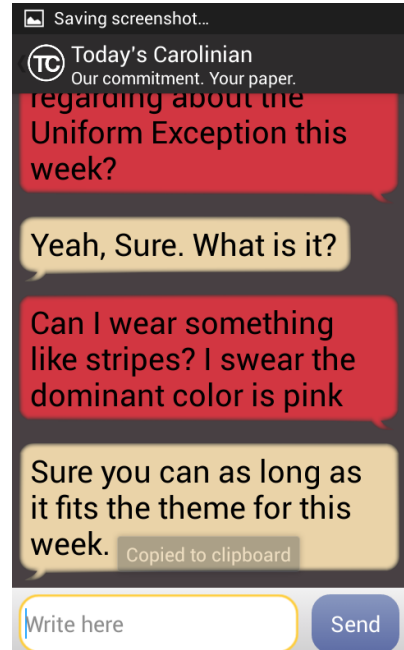 Saving screenshot...
TC
Today's Carolinian
Our commitment. Your paper.
regarding about the
Uniform Exception this
week?
Yeah, Sure. What is it?
Can I wear something
like stripes? I swear the
dominant color is pink
Sure you can as long as
it fits the theme for this
week.
Copied to clipboard
Write here
Send